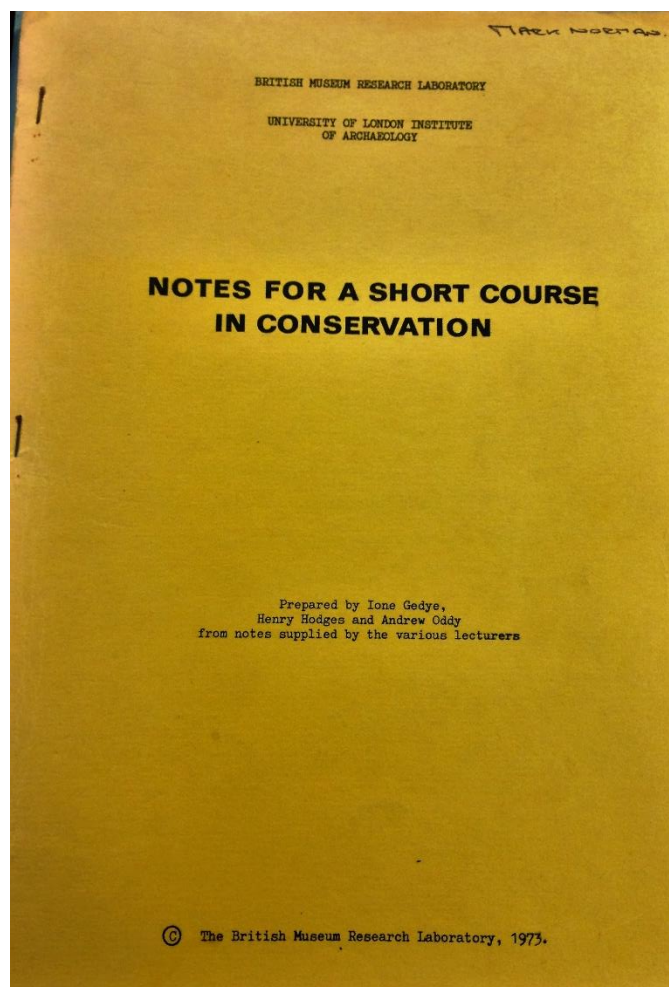 MARK NORMAN.
BRITISH MUSEUM RESEARCH LABORATORY
UNIVERSITY OF LONDON INSTITUTE
OF ARCHAEOLOGY
NOTES FOR A SHORT COURSE
IN CONSERVATION
Prepared by Ione Gedye,
Henry Hodges and Andrew Oddy
from notes supplied by the various lecturers
© The British Museum Research Laboratory, 1973.